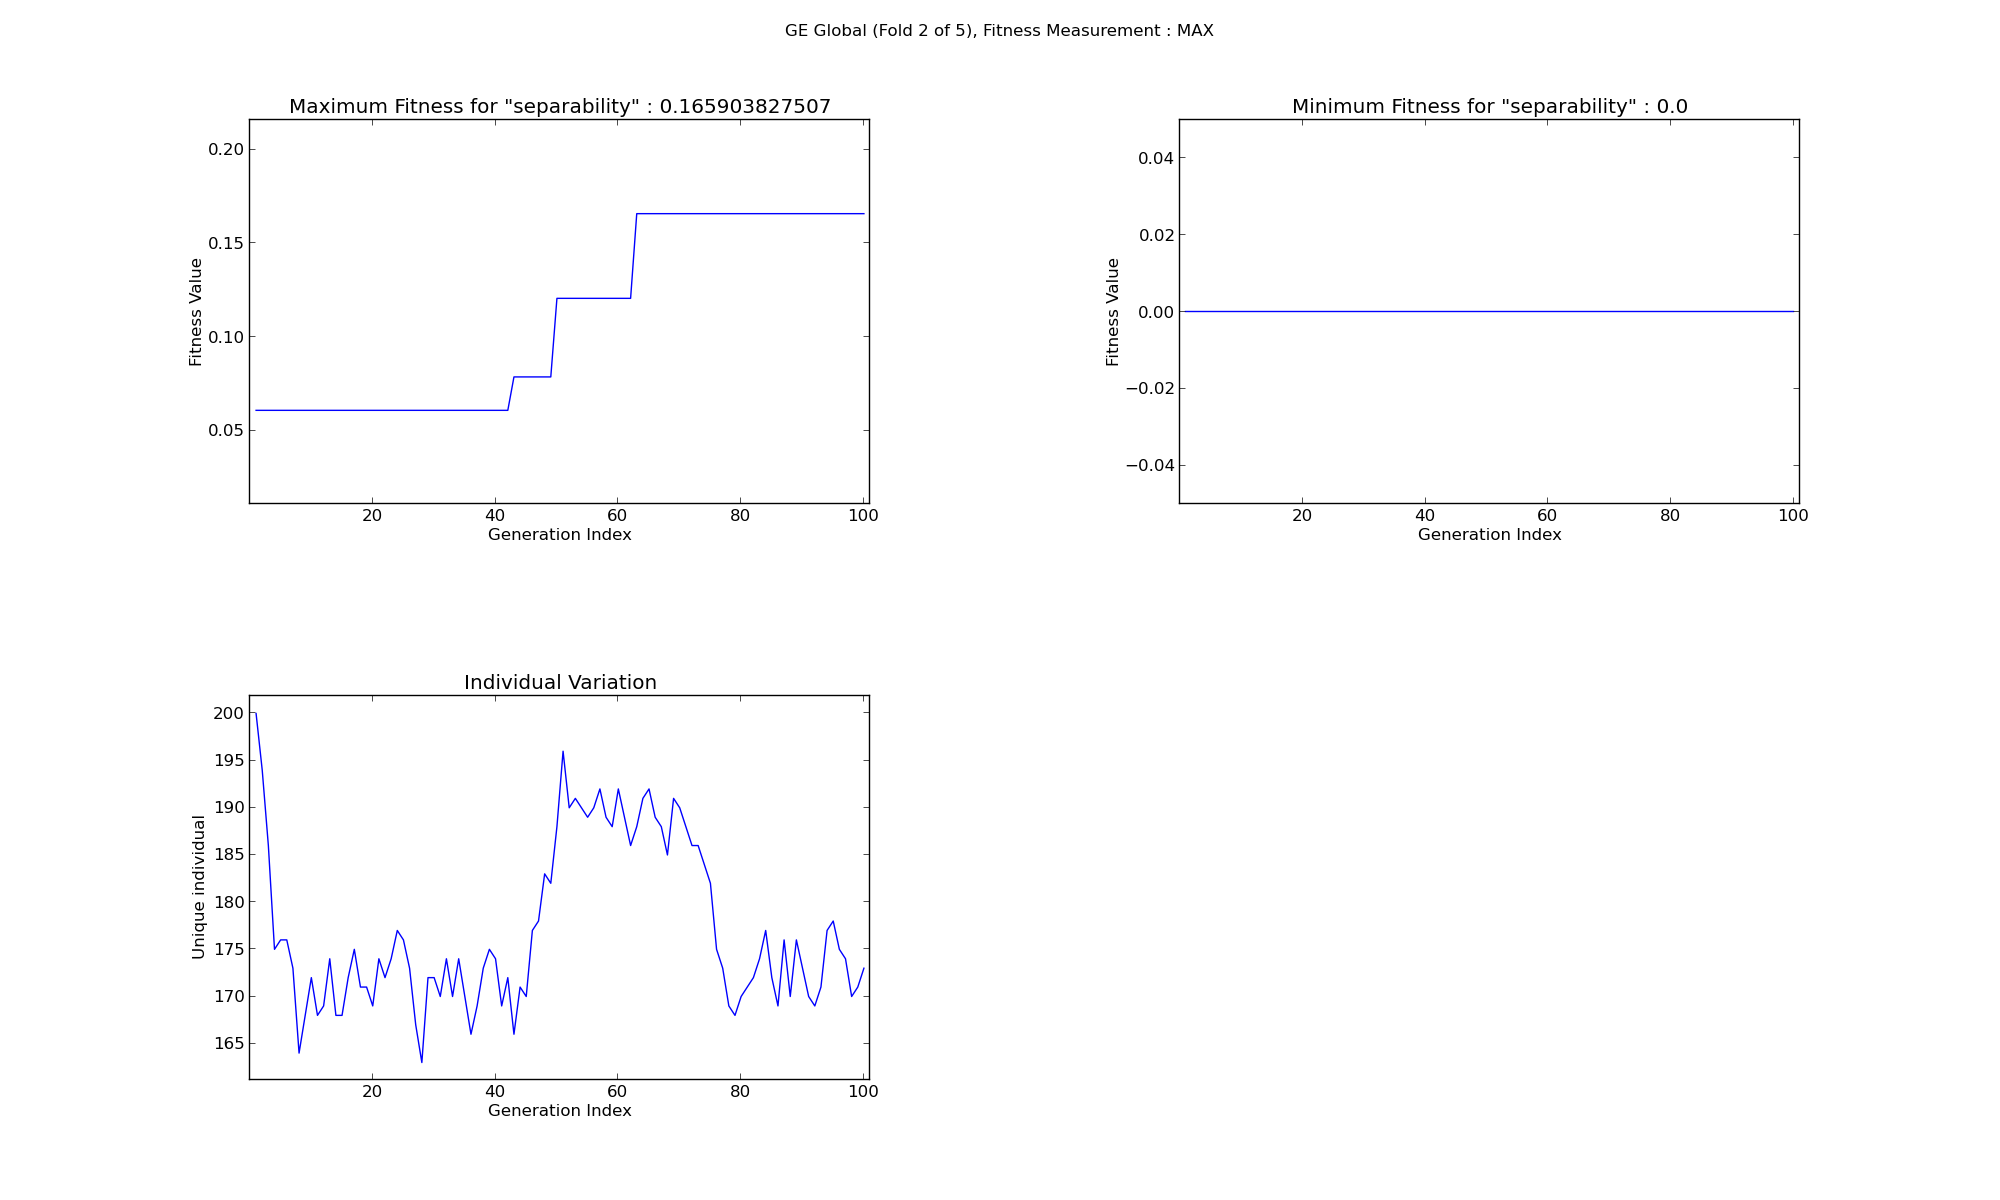 GE Global (Fold 2 of 5), Fitness Measurement : MAX
Maximum Fitness for "separability" : 0.165903827507
0.20
0.15
0.10
0.05
Fitness Value
20 40 60 80 100
Generation Index
Minimum Fitness for "separability" : 0.0
0.04
0.02
0.00
−0.02
−0.04
Fitness Value
20 40 60 80 100
Generation Index
Individual Variation
200
195
190
185
180
175
170
165
Unique individual
20 40 60 80 100
Generation Index